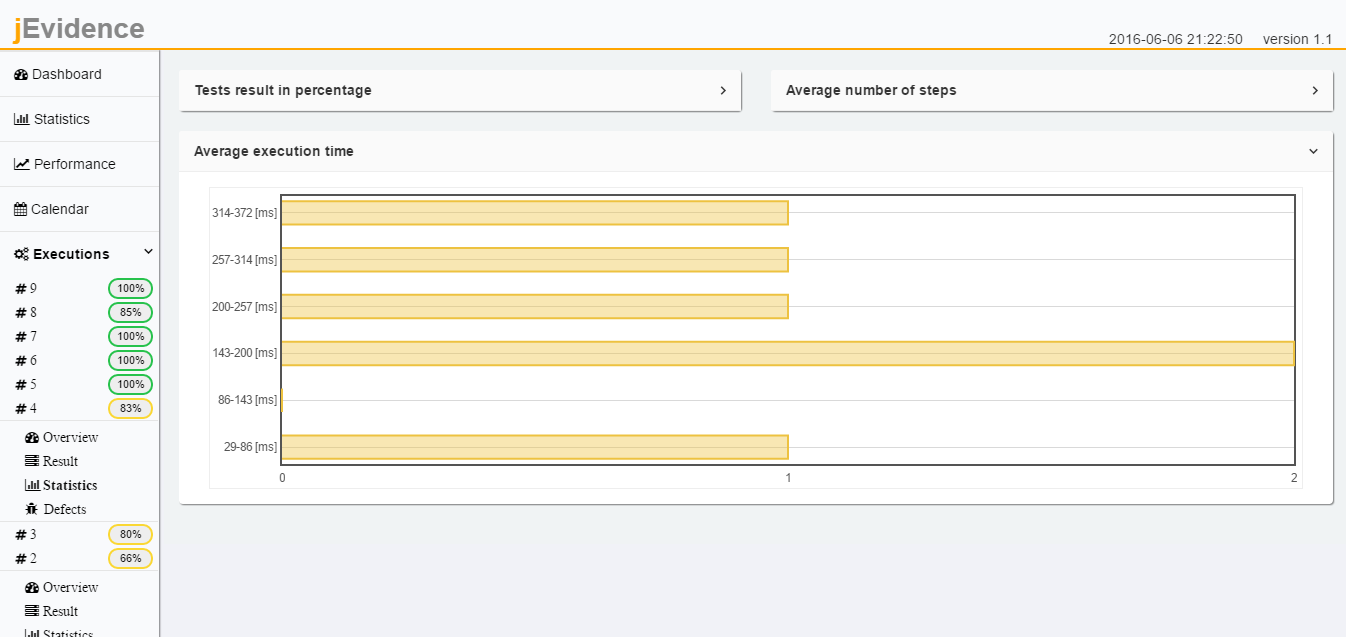 jEvidence
2016-06-06 21:22:50 version 1.1
Dashboard
Statistics
Performance
Calendar
Executions
# 9 100%
# 8 85%
# 7 100%
# 6 100%
# 5 100%
# 4 83%
Overview
Result
Statistics
Defects
# 3 80%
# 2 66%
Overview
Result
Statistics
Tests result in percentage
Average number of steps
Average execution time
314-372 [ms]
257-314 [ms]
200-257 [ms]
143-200 [ms]
86-143 [ms]
29-86 [ms]
0 1 2